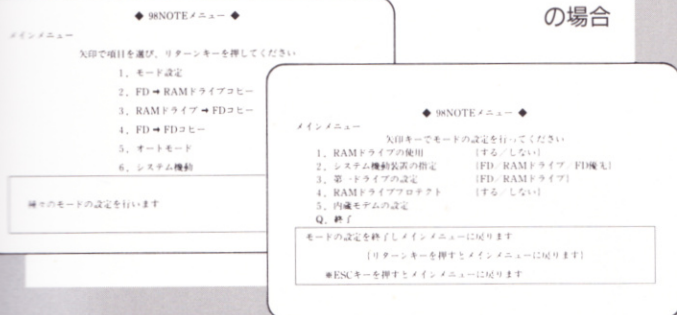 の場合
◆ 98NOTEメニュー ◆
メインメニュー
矢印で項目を選び，リターンキーを押してください
1，モード設定
2，FD ➡ RAMドライブコピー
3，RAMドライブ ➡ FDコピー
4，FD ➡ FDコピー
5，オートモード
6，システム機動
種々のモードの設定を行います
◆ 98NOTEメニュー ◆
メインメニュー
矢印キーでモードの設定を行ってください
1，RAMドライブの使用 [する／しない]
2，システム機動装置の指定 [FD／RAMドライブ／FD優先]
3，第一ドライブの設定 [FD／RAMドライブ]
4，RAMドライブプロテクト [する／しない]
5，内蔵モデムの設定
Q，終了
モードの設定を終了しメインメニューに戻ります
[リターンキーを押すとメインメニューに戻ります]
※ESCキーを押すとメインメニューに戻ります